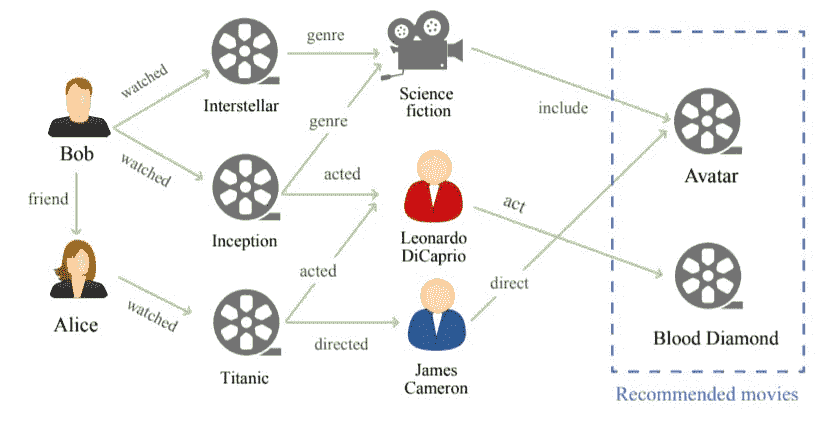 genre
watched
Interstellar
Science
fiction
include
genre
Bob
watched
acted
Avatar
friend
Inception
act
Leonardo
DiCaprio
acted
direct
Alice
watched
directed
Blood Diamond
Titanic
James
Cameron
Recommended movies